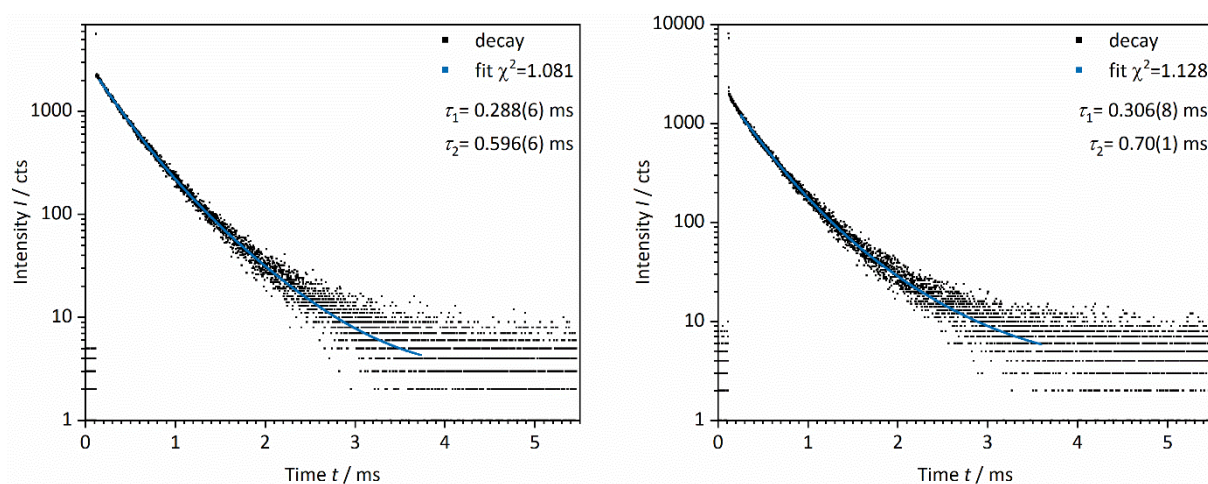 1000
100
10
1
Intensity I / cts
0
1
2
3
4
5
Time t / ms
decay
fit χ²=1.081
τ₁= 0.288(6) ms
τ₂= 0.596(6) ms
10000
1000
100
10
1
Intensity I / cts
0
1
2
3
4
5
Time t / ms
decay
fit χ²=1.128
τ₁= 0.306(8) ms
τ₂= 0.70(1) ms